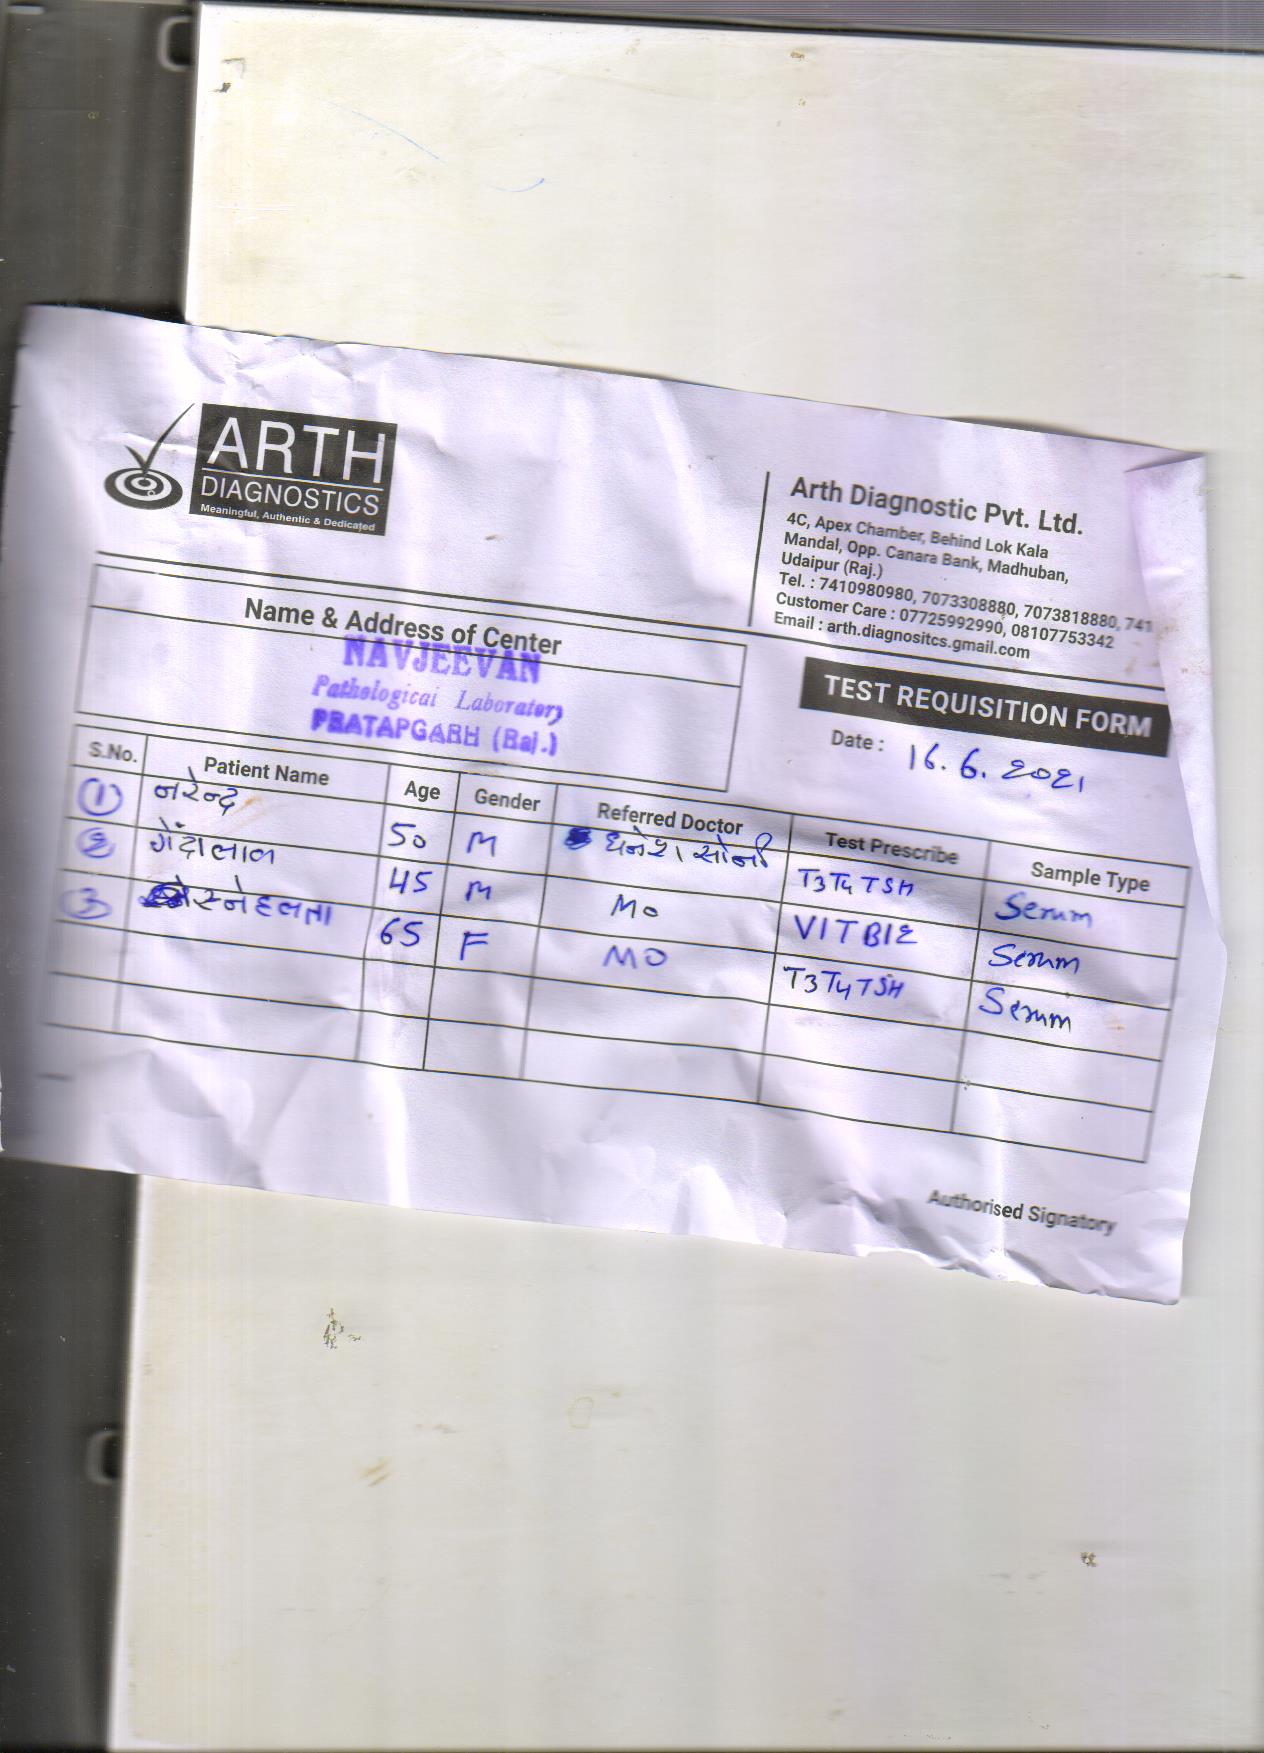 ARTH
DIAGNOSTICS
Meaningful, Authentic & Dedicated
Arth Diagnostic Pvt. Ltd.
4C, Apex Chamber, Behind Lok Kala
Mandal, Opp. Canara Bank, Madhuban,
Udaipur (Raj.)
Tel. : 7410980980, 7073308880, 7073818880, 741
Customer Care : 07725992990, 08107753342
Email : arth.diagnositcs.gmail.com
Name & Address of Center
NAVJEEVAN
Pathological Laboratory
PRATAPGARH (Raj.)
TEST REQUISITION FORM
Date : 16.6.2021
S.No. Patient Name Age Gender Referred Doctor Test Prescribe Sample Type
1 नरेन्द्र 50 M धनेश सोनी T3T4TSH Serum
2 गेंदालाल 45 M MO VITB12 Serum
3 स्नेहलता 65 F MO T3T4TSH Serum
Authorised Signatory